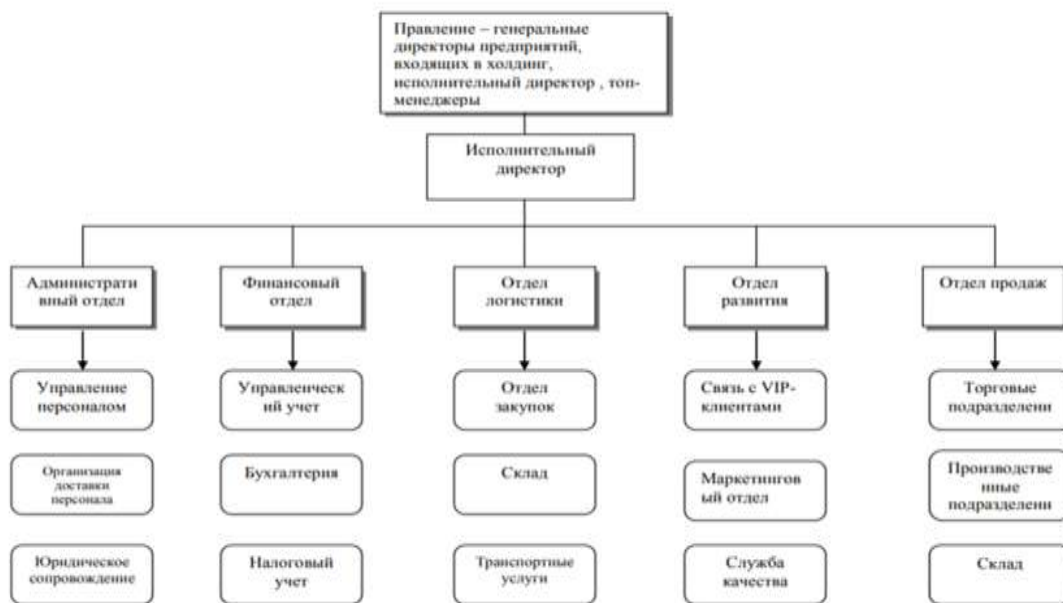 Правление – генеральные
директоры предприятий,
входящих в холдинг,
исполнительный директор , топ-
менеджеры
Исполнительный
директор
Администрати
вный отдел
Финансовый
отдел
Отдел
логистики
Отдел
развития
Отдел продаж
Управление
персоналом
Управленческ
ий учет
Отдел
закупок
Связь с VIP-
клиентами
Торговые
подразделени
Организация
доставки
персонала
Бухгалтерия
Склад
Маркетингов
ый отдел
Производстве
нные
подразделени
Юридическое
сопровождение
Налоговый
учет
Транспортные
услуги
Служба
качества
Склад